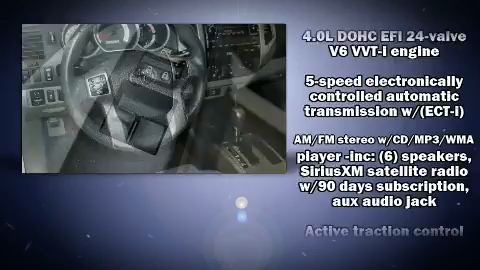 4.0L DOHC EFI 24-valve
V6 VVT-i engine
5-speed electronically
controlled automatic
transmission w/(ECT-i)
AM/FM stereo w/CD/MP3/WMA
player -inc: (6) speakers,
SiriusXM satellite radio
w/90 days subscription,
aux audio jack
Active traction control